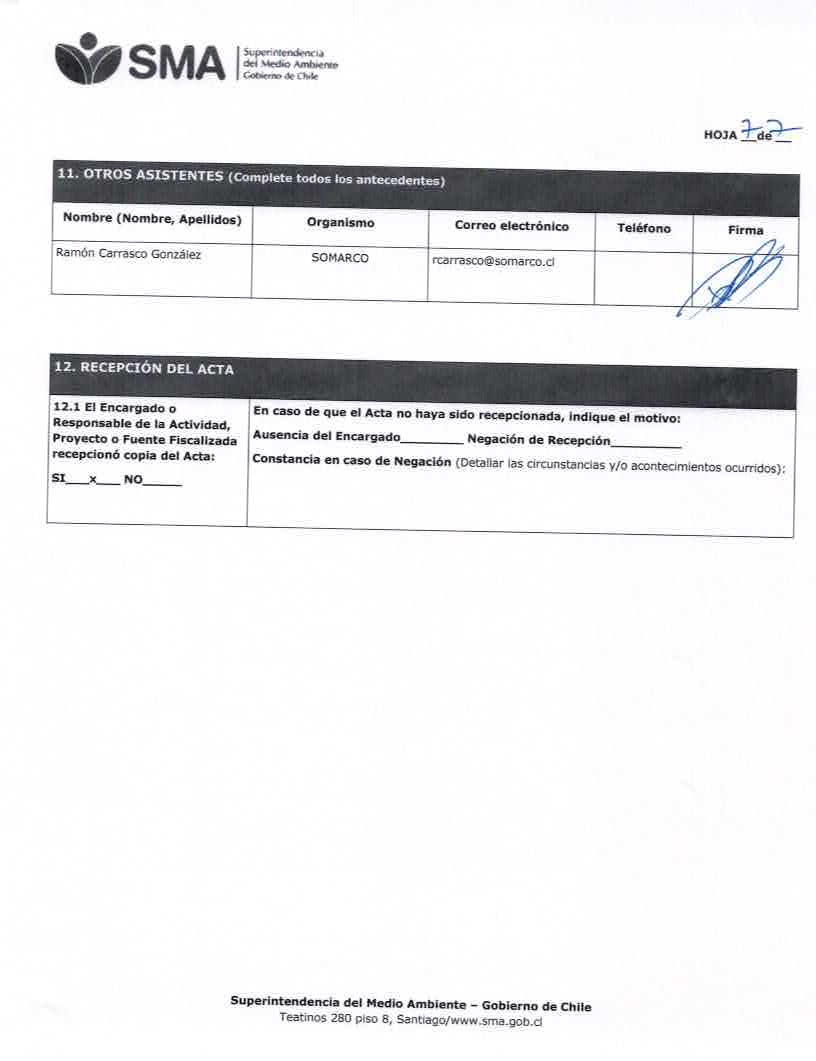 SMA
Superintendencia
del Medio Ambiente
Gobierno de Chile
HOJA 7 de 7
11. OTROS ASISTENTES (Complete todos los antecedentes)
Nombre (Nombre, Apellidos) Organismo Correo electrónico Teléfono Firma
Ramón Carrasco González SOMARCO rcarrasco@somarco.cl
12. RECEPCIÓN DEL ACTA
12.1 El Encargado o
Responsable de la Actividad,
Proyecto o Fuente Fiscalizada
recepcionó copia del Acta:
SI___x___ NO_____
En caso de que el Acta no haya sido recepcionada, indique el motivo:
Ausencia del Encargado________ Negación de Recepción_________
Constancia en caso de Negación (Detallar las circunstancias y/o acontecimientos ocurridos):
Superintendencia del Medio Ambiente – Gobierno de Chile
Teatinos 280 piso 8, Santiago/www.sma.gob.cl